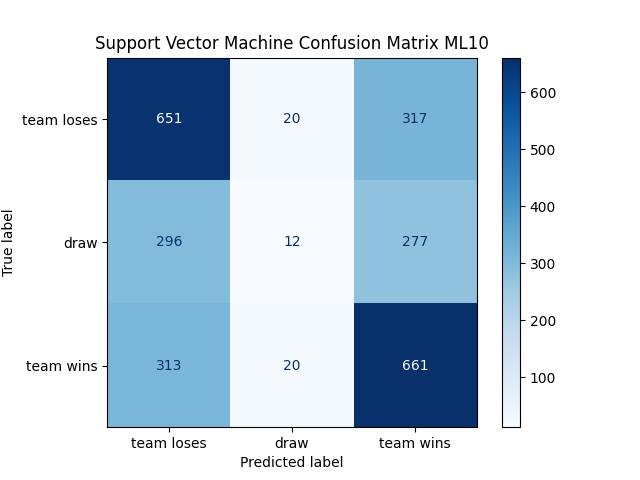 Support Vector Machine Confusion Matrix ML10
True label
team loses
651
20
317
draw
296
12
277
team wins
313
20
661
team loses
draw
team wins
Predicted label
600
500
400
300
200
100